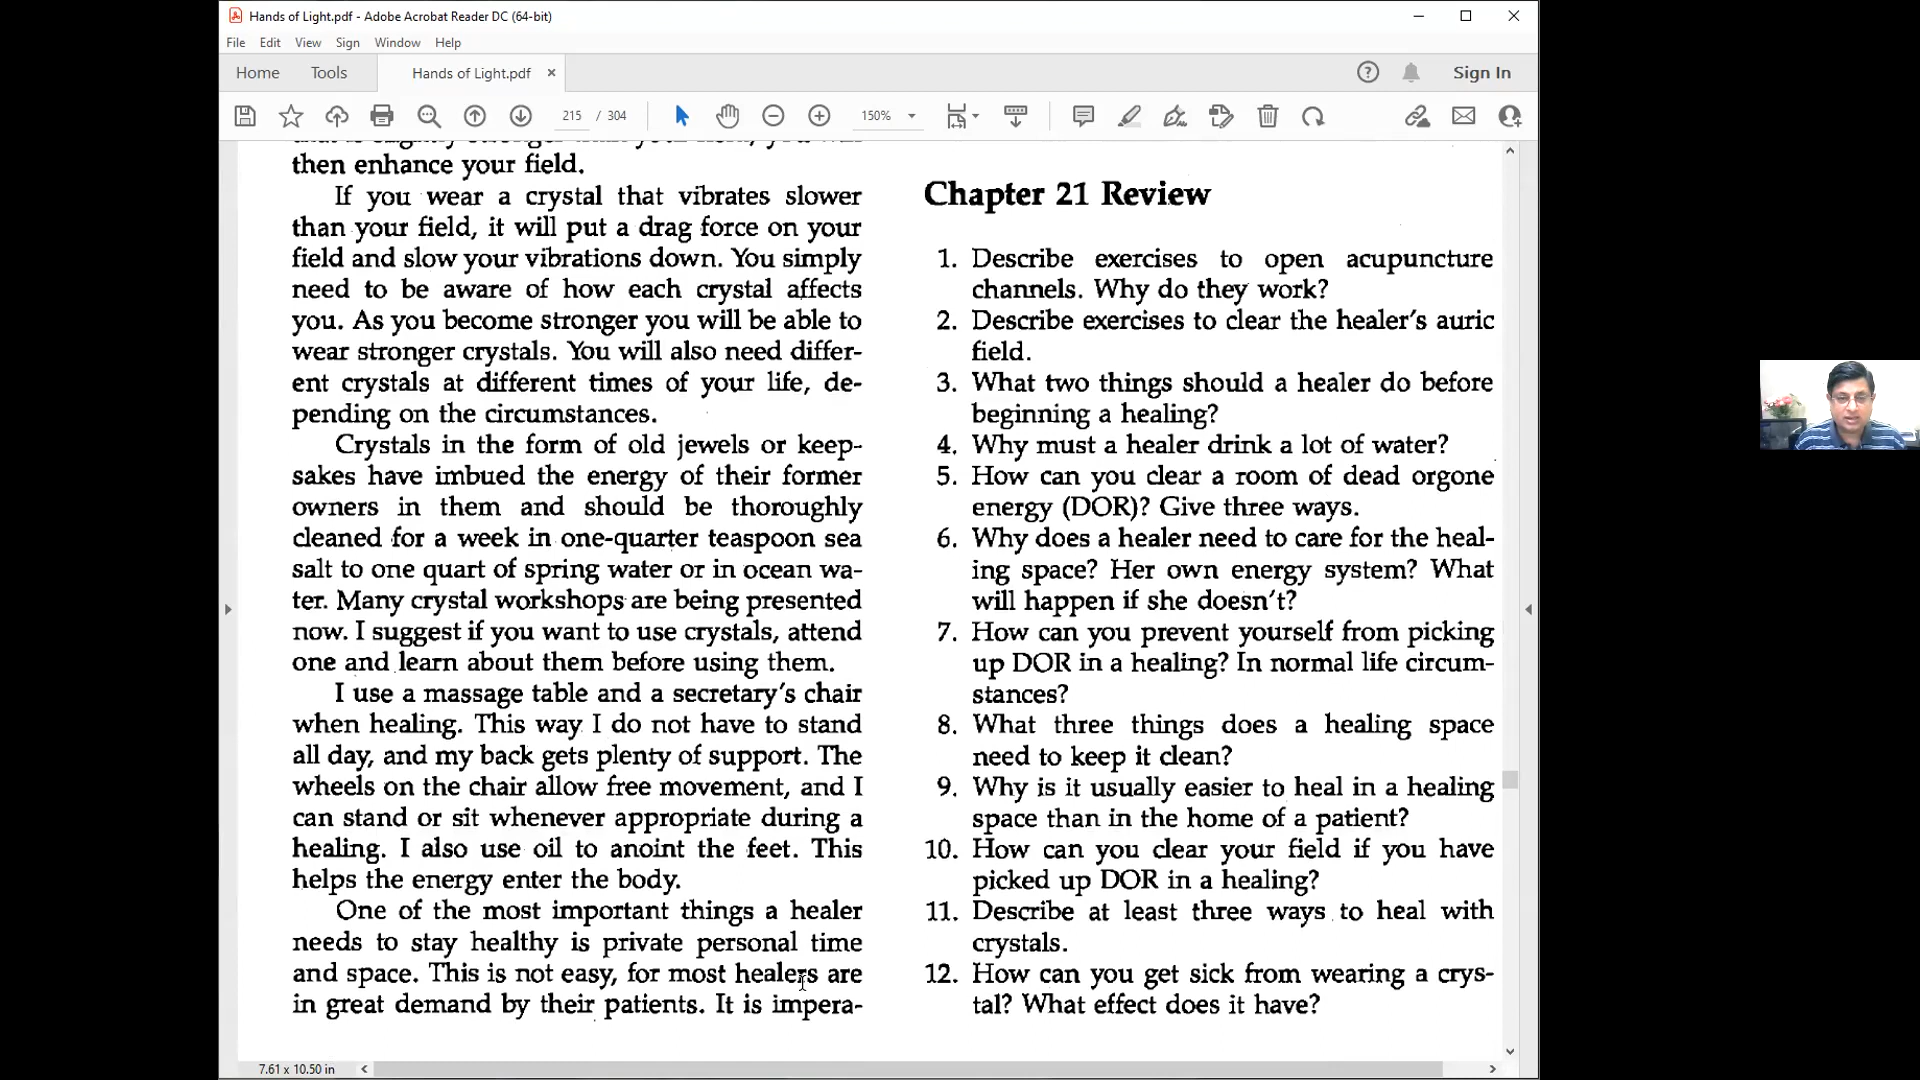 Hands of Light.pdf - Adobe Acrobat Reader DC (64-bit)
File Edit View Sign Window Help
Home Tools Hands of Light.pdf Sign In
215 / 304 150%
then enhance your field.
If you wear a crystal that vibrates slower
than your field, it will put a drag force on your
field and slow your vibrations down. You simply
need to be aware of how each crystal affects
you. As you become stronger you will be able to
wear stronger crystals. You will also need differ-
ent crystals at different times of your life, de-
pending on the circumstances.
Crystals in the form of old jewels or keep-
sakes have imbued the energy of their former
owners in them and should be thoroughly
cleaned for a week in one-quarter teaspoon sea
salt to one quart of spring water or in ocean wa-
ter. Many crystal workshops are being presented
now. I suggest if you want to use crystals, attend
one and learn about them before using them.
I use a massage table and a secretary's chair
when healing. This way I do not have to stand
all day, and my back gets plenty of support. The
wheels on the chair allow free movement, and I
can stand or sit whenever appropriate during a
healing. I also use oil to anoint the feet. This
helps the energy enter the body.
One of the most important things a healer
needs to stay healthy is private personal time
and space. This is not easy, for most healers are
in great demand by their patients. It is impera-
Chapter 21 Review
1. Describe exercises to open acupuncture
channels. Why do they work?
2. Describe exercises to clear the healer's auric
field.
3. What two things should a healer do before
beginning a healing?
4. Why must a healer drink a lot of water?
5. How can you clear a room of dead orgone
energy (DOR)? Give three ways.
6. Why does a healer need to care for the heal-
ing space? Her own energy system? What
will happen if she doesn't?
7. How can you prevent yourself from picking
up DOR in a healing? In normal life circum-
stances?
8. What three things does a healing space
need to keep it clean?
9. Why is it usually easier to heal in a healing
space than in the home of a patient?
10. How can you clear your field if you have
picked up DOR in a healing?
11. Describe at least three ways to heal with
crystals.
12. How can you get sick from wearing a crys-
tal? What effect does it have?
7.61 x 10.50 in